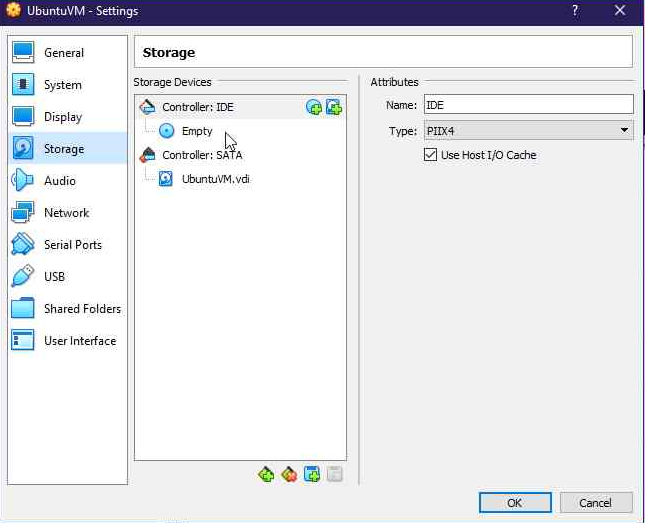 UbuntuVM - Settings
?
General
System
Display
Storage
Audio
Network
Serial Ports
USB
Shared Folders
User Interface
Storage
Storage Devices
Controller: IDE
Empty
Controller: SATA
UbuntuVM.vdi
Attributes
Name: IDE
Type: PIIX4
Use Host I/O Cache
OK
Cancel